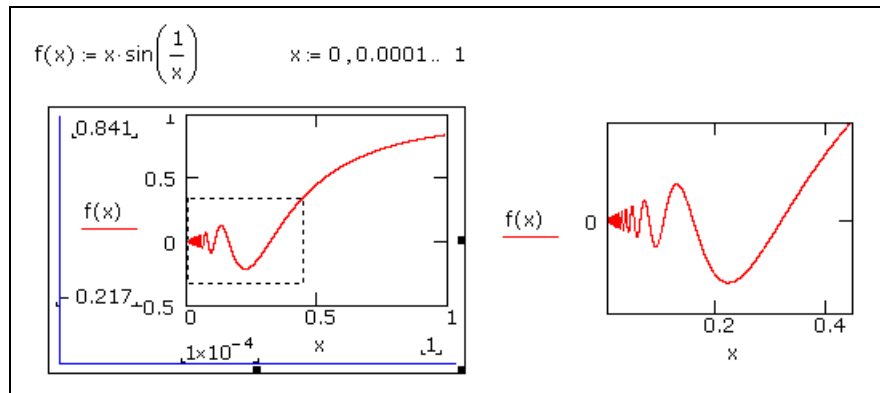 f(x) := x·sin(1/x) x := 0 , 0.0001 .. 1
1
0.841
0.5
f(x)
0
- 0.217
-0.5
0 0.5 1
1×10⁻⁴ x 1
f(x) 0
0.2 0.4
x